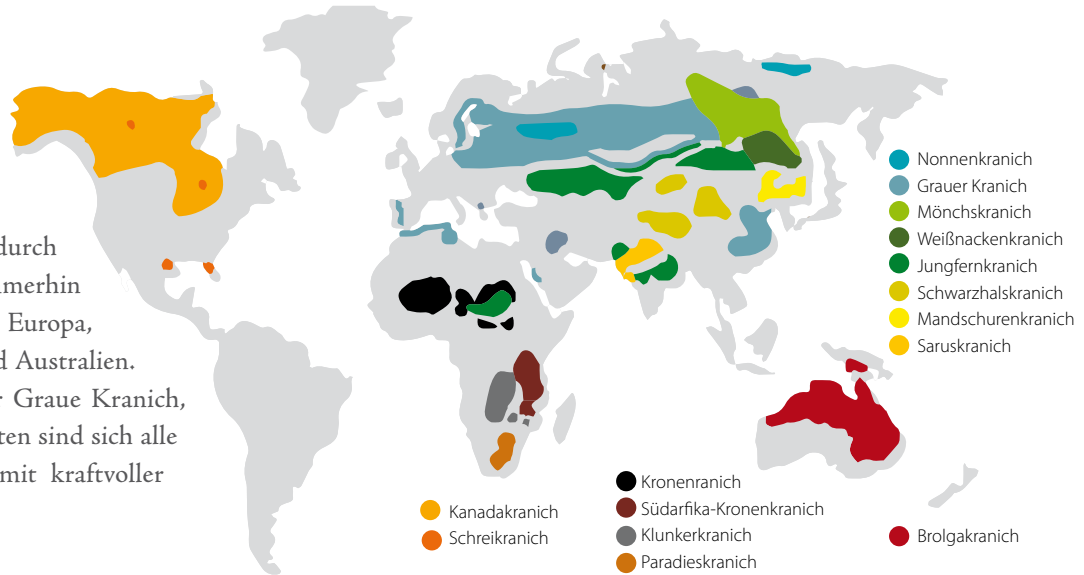 durch
merhin
Europa,
d Australien.
Graue Kranich,
ten sind sich alle
mit kraftvoller
Nonnenkranich
Grauer Kranich
Mönchskranich
Weißnackenkranich
Jungfernkranich
Schwarzhalskranich
Mandschurenkranich
Saruskranich
Kanadakranich
Schreikranich
Kronenranich
Südarfika-Kronenkranich
Klunkerkranich
Paradieskranich
Brolgakranich